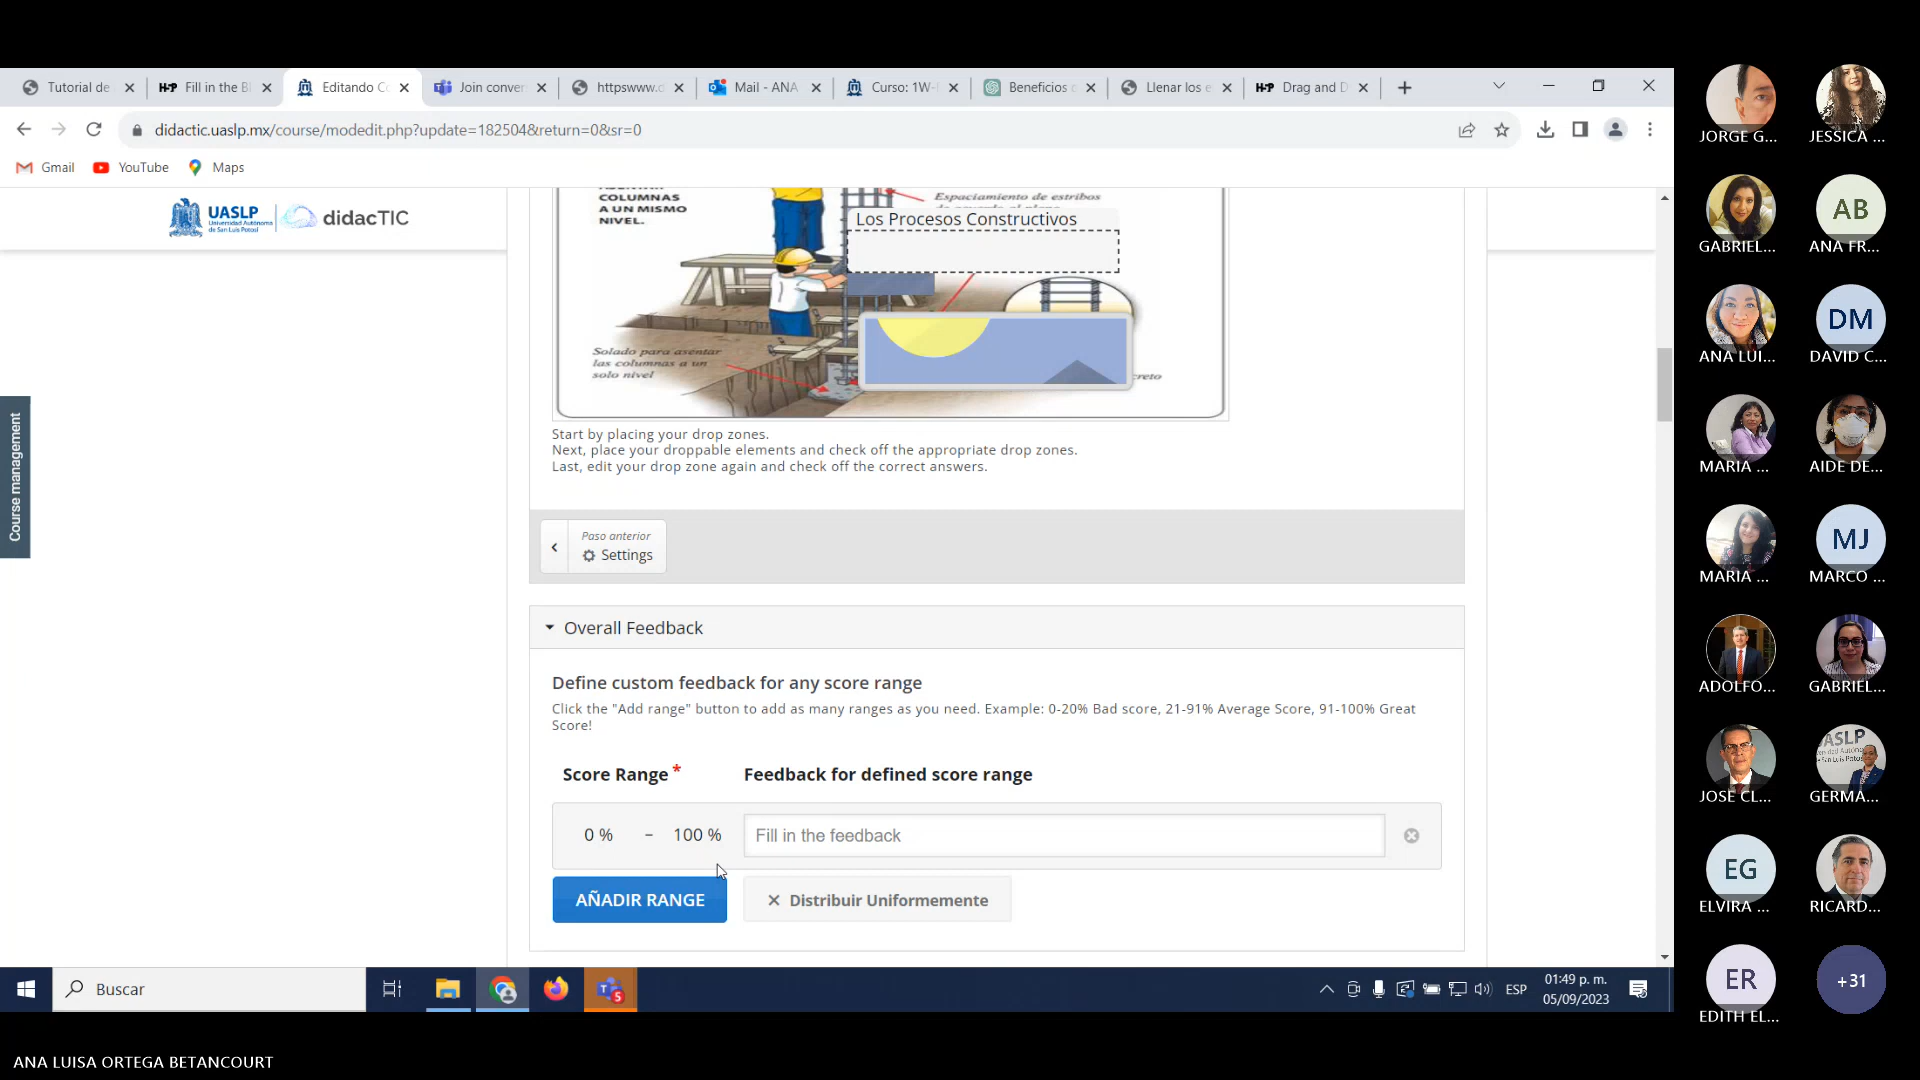 Tutorial de
H-P Fill in the Bl
Editando Co
Join conver
httpswww.d
Mail - ANA
Curso: 1W-
Beneficios
Llenar los e
H-P Drag and D
didactic.uaslp.mx/course/modedit.php?update=182504&return=0&sr=0
Gmail
YouTube
Maps
UASLP
Universidad Autónoma
de San Luis Potosí
didacTIC
Course management
COLUMNAS
A UN MISMO
NIVEL.
Espaciamiento de estribos
Los Procesos Constructivos
Solado para asentar
las columnas a un
solo nivel
Start by placing your drop zones.
Next, place your droppable elements and check off the appropriate drop zones.
Last, edit your drop zone again and check off the correct answers.
Paso anterior
Settings
Overall Feedback
Define custom feedback for any score range
Click the "Add range" button to add as many ranges as you need. Example: 0-20% Bad score, 21-91% Average Score, 91-100% Great
Score!
Score Range *
Feedback for defined score range
0 % – 100 %
Fill in the feedback
AÑADIR RANGE
Distribuir Uniformemente
Buscar
5
ESP
01:49 p. m.
05/09/2023
JORGE G...
JESSICA ...
GABRIEL...
AB
ANA FR...
ANA LUI...
DM
DAVID C...
MARIA ...
AIDE DE...
MARIA ...
MJ
MARCO ...
ADOLFO...
GABRIEL...
JOSE CL...
GERMA...
EG
ELVIRA ...
RICARD...
ER
EDITH EL...
+31
ANA LUISA ORTEGA BETANCOURT